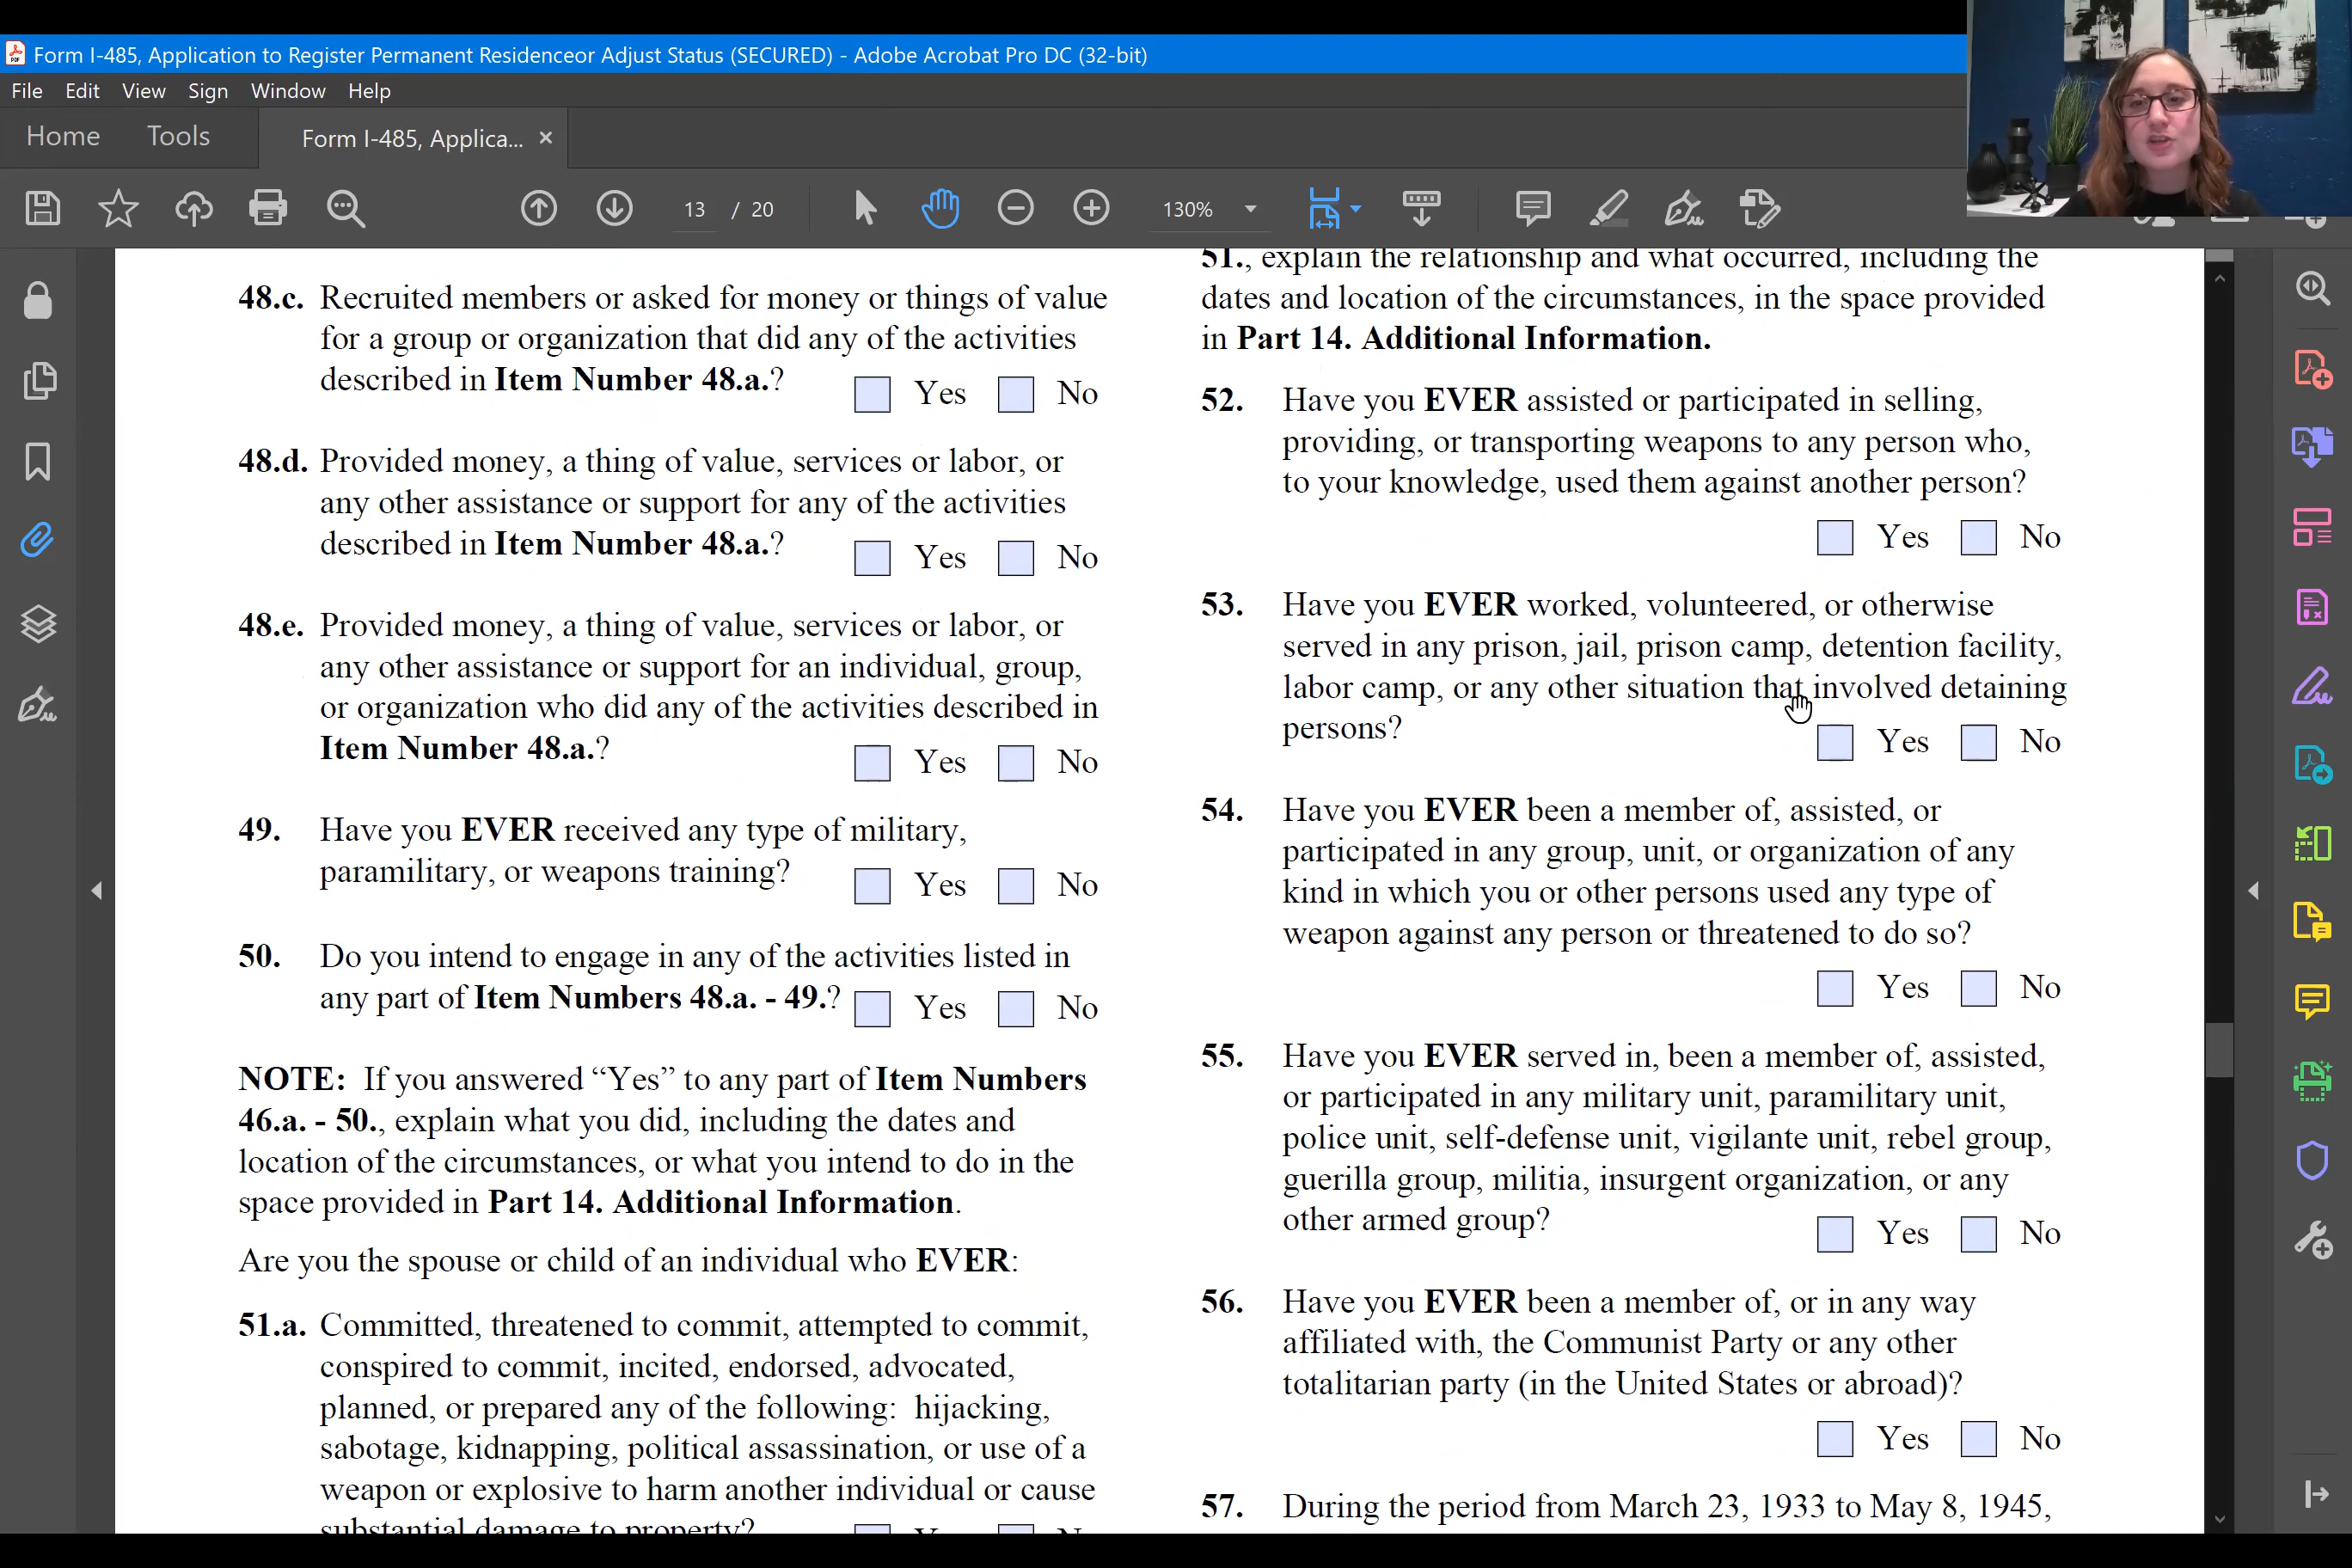 Form I-485, Application to Register Permanent Residenceor Adjust Status (SECURED) - Adobe Acrobat Pro DC (32-bit)
File Edit View Sign Window Help
Home Tools Form I-485, Applica... ×
13 / 20 130%
48.c. Recruited members or asked for money or things of value
for a group or organization that did any of the activities
described in Item Number 48.a.? Yes No
48.d. Provided money, a thing of value, services or labor, or
any other assistance or support for any of the activities
described in Item Number 48.a.? Yes No
48.e. Provided money, a thing of value, services or labor, or
any other assistance or support for an individual, group,
or organization who did any of the activities described in
Item Number 48.a.? Yes No
49. Have you EVER received any type of military,
paramilitary, or weapons training? Yes No
50. Do you intend to engage in any of the activities listed in
any part of Item Numbers 48.a. - 49.? Yes No
NOTE: If you answered “Yes” to any part of Item Numbers
46.a. - 50., explain what you did, including the dates and
location of the circumstances, or what you intend to do in the
space provided in Part 14. Additional Information.
Are you the spouse or child of an individual who EVER:
51.a. Committed, threatened to commit, attempted to commit,
conspired to commit, incited, endorsed, advocated,
planned, or prepared any of the following: hijacking,
sabotage, kidnapping, political assassination, or use of a
weapon or explosive to harm another individual or cause
substantial damage to property?
51., explain the relationship and what occurred, including the
dates and location of the circumstances, in the space provided
in Part 14. Additional Information.
52. Have you EVER assisted or participated in selling,
providing, or transporting weapons to any person who,
to your knowledge, used them against another person?
Yes No
53. Have you EVER worked, volunteered, or otherwise
served in any prison, jail, prison camp, detention facility,
labor camp, or any other situation that involved detaining
persons? Yes No
54. Have you EVER been a member of, assisted, or
participated in any group, unit, or organization of any
kind in which you or other persons used any type of
weapon against any person or threatened to do so?
Yes No
55. Have you EVER served in, been a member of, assisted,
or participated in any military unit, paramilitary unit,
police unit, self-defense unit, vigilante unit, rebel group,
guerilla group, militia, insurgent organization, or any
other armed group? Yes No
56. Have you EVER been a member of, or in any way
affiliated with, the Communist Party or any other
totalitarian party (in the United States or abroad)?
Yes No
57. During the period from March 23, 1933 to May 8, 1945,